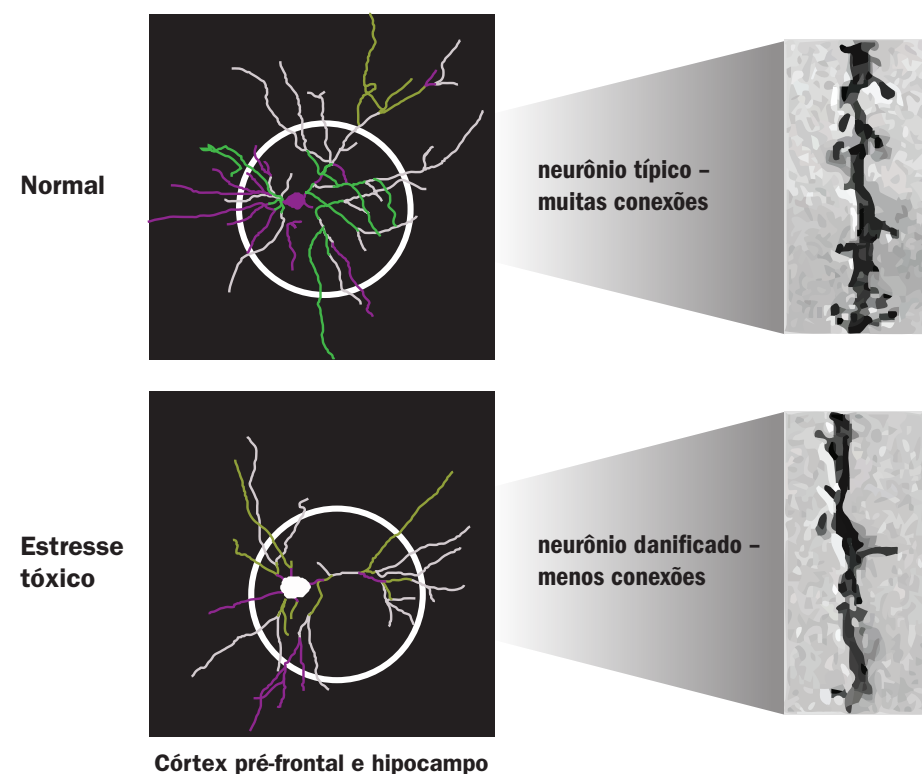 Normal
neurônio típico –
muitas conexões
Estresse
tóxico
neurônio danificado –
menos conexões
Córtex pré-frontal e hipocampo